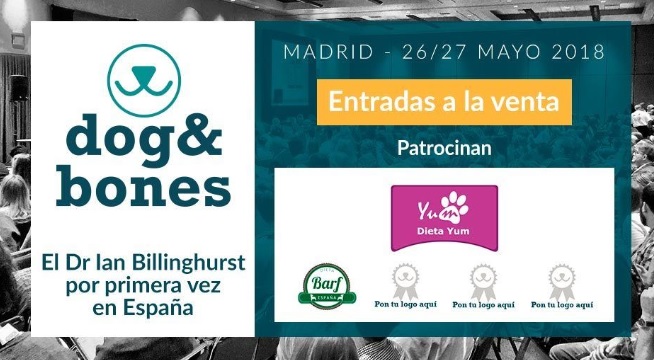 dog&
bones
El Dr Ian Billinghurst
por primera vez
en España
MADRID - 26/27 MAYO 2018
Entradas a la venta
Patrocinan
Yum
Dieta Yum
Barf
ESPAÑA
Pon tu logo aquí
Pon tu logo aquí
Pon tu logo aquí